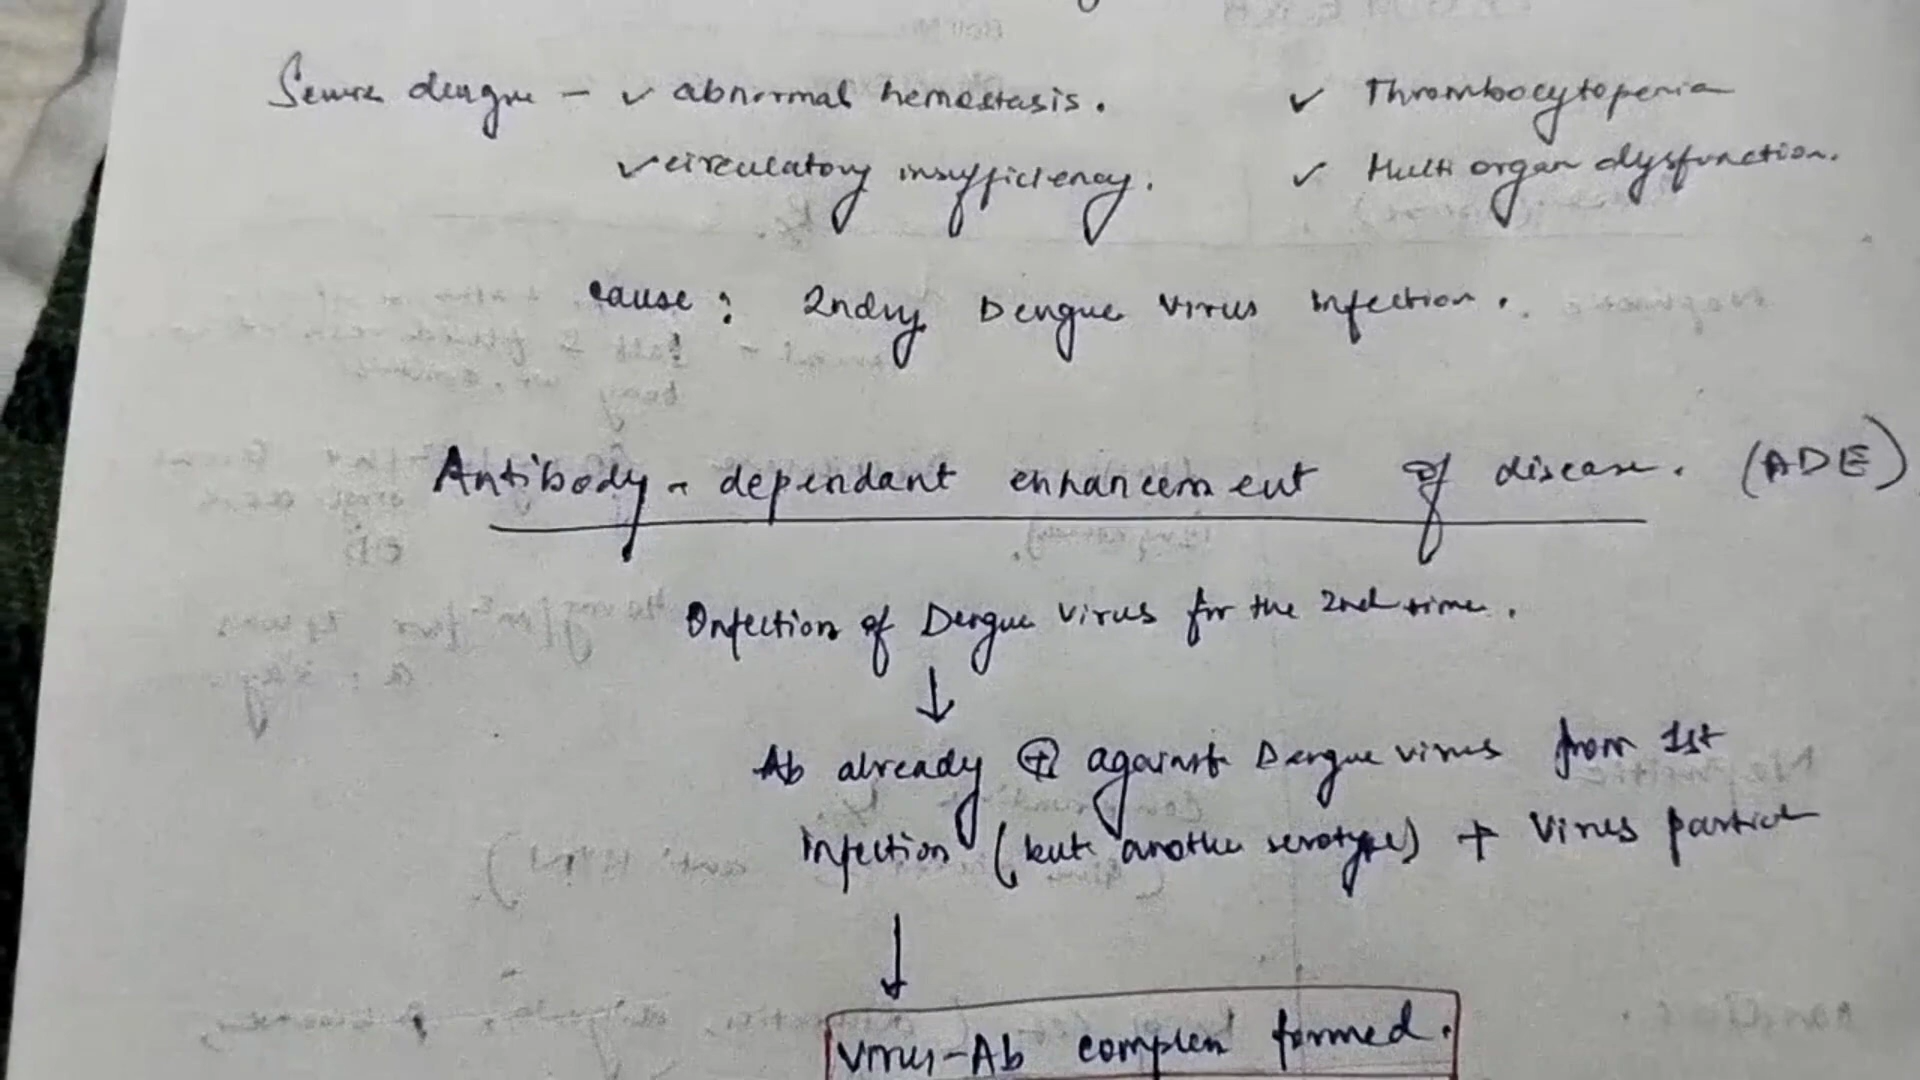 Severe dengue - ✓ abnormal hemostasis. ✓ Thrombocytopenia
✓ circulatory insufficiency. ✓ Multi organ dysfunction.
cause : 2ndry Dengue Virus Infection.
Antibody - dependant enhancement of disease. (ADE)
Infection of Dengue Virus for the 2nd time.
↓
Ab already ⊕ against Dengue virus from 1st
infection (but another serotype) + Virus particle
↓
Virus-Ab complex formed.